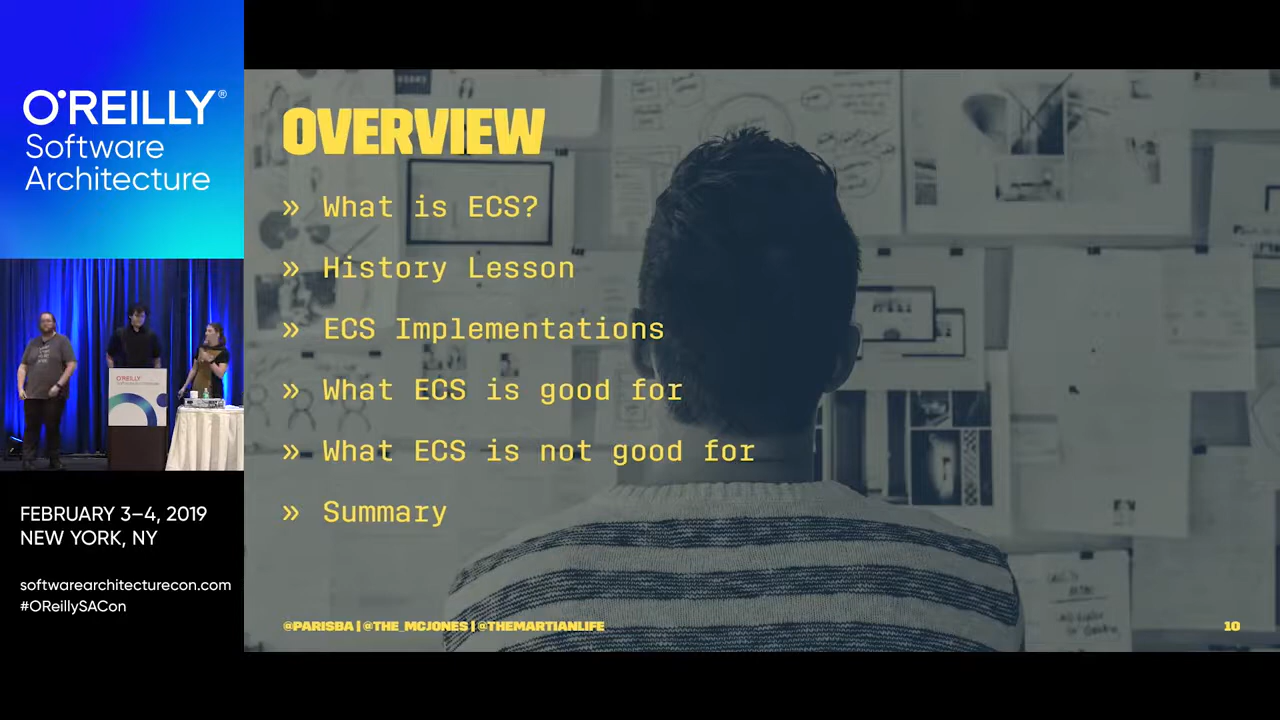 O'REILLY®
Software
Architecture
FEBRUARY 3–4, 2019
NEW YORK, NY
softwarearchitecturecon.com
#OReillySACon
OVERVIEW
» What is ECS?
» History Lesson
» ECS Implementations
» What ECS is good for
» What ECS is not good for
» Summary
@PARISBA | @THE_MCJONES | @THEMARTIANLIFE
10
O'REILLY